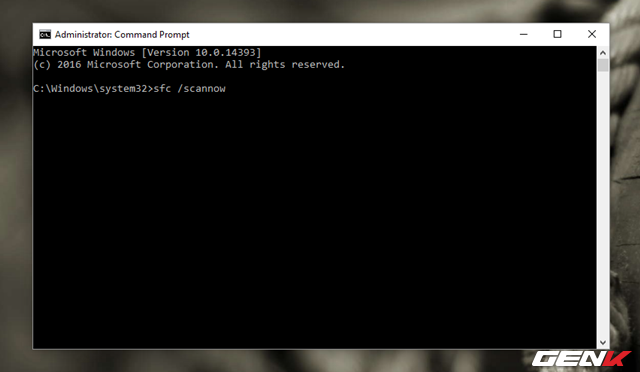 Administrator: Command Prompt
Microsoft Windows [Version 10.0.14393]
(c) 2016 Microsoft Corporation. All rights reserved.
C:\Windows\system32>sfc /scannow
GENK